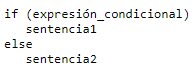 if (expresión_condicional)
sentencia1
else
sentencia2